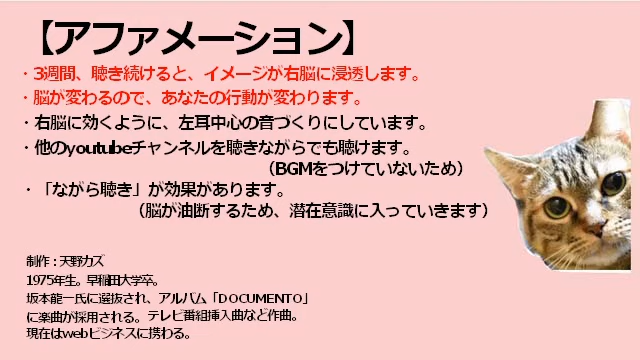 【アファメーション】
・3週間、聴き続けると、イメージが右脳に浸透します。
・脳が変わるので、あなたの行動が変わります。
・右脳に効くように、左耳中心の音づくりにしています。
・他のyoutubeチャンネルを聴きながらでも聴けます。
（BGMをつけていないため）
・「ながら聴き」が効果があります。
（脳が油断するため、潜在意識に入っていきます）
制作：天野カズ
1975年生。早稲田大学卒。
坂本龍一氏に選抜され、アルバム「DOCUMENTO」
に楽曲が採用される。テレビ番組挿入曲など作曲。
現在はwebビジネスに携わる。